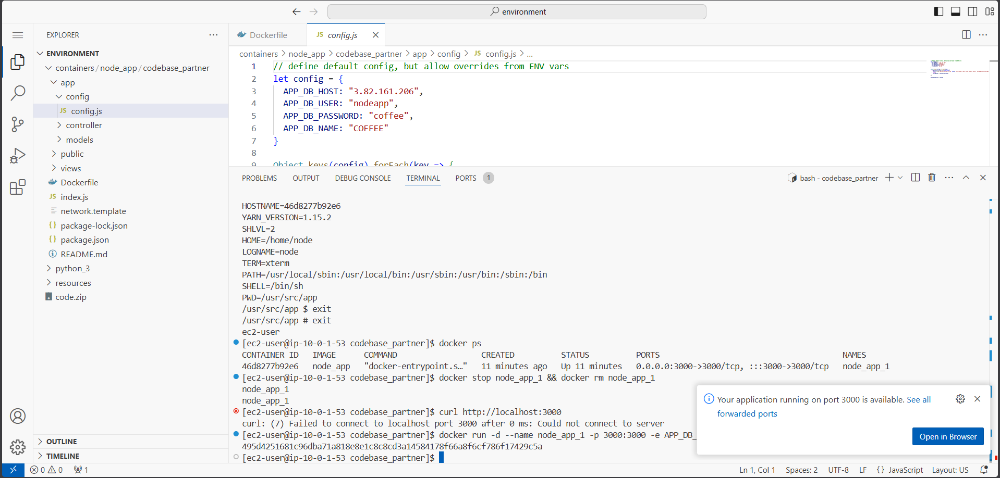 environment
EXPLORER
ENVIRONMENT
containers / node_app / codebase_partner
app
config
JS config.js
controller
models
public
views
Dockerfile
JS index.js
network.template
{} package-lock.json
{} package.json
README.md
python_3
resources
code.zip
OUTLINE
TIMELINE
Dockerfile
JS config.js
containers > node_app > codebase_partner > app > config > JS config.js > ...
1 // define default config, but allow overrides from ENV vars
2 let config = {
3 APP_DB_HOST: "3.82.161.206",
4 APP_DB_USER: "nodeapp",
5 APP_DB_PASSWORD: "coffee",
6 APP_DB_NAME: "COFFEE"
7 }
8
9 Object.keys(config).forEach(key => {
PROBLEMS OUTPUT DEBUG CONSOLE TERMINAL PORTS 1
bash - codebase_partner
HOSTNAME=46d8277b92e6
YARN_VERSION=1.15.2
SHLVL=2
HOME=/home/node
LOGNAME=node
TERM=xterm
PATH=/usr/local/sbin:/usr/local/bin:/usr/sbin:/usr/bin:/sbin:/bin
SHELL=/bin/sh
PWD=/usr/src/app
/usr/src/app $ exit
/usr/src/app # exit
ec2-user
[ec2-user@ip-10-0-1-53 codebase_partner]$ docker ps
CONTAINER ID IMAGE COMMAND CREATED STATUS PORTS NAMES
46d8277b92e6 node_app "docker-entrypoint.s…" 11 minutes ago Up 11 minutes 0.0.0.0:3000->3000/tcp, :::3000->3000/tcp node_app_1
[ec2-user@ip-10-0-1-53 codebase_partner]$ docker stop node_app_1 && docker rm node_app_1
node_app_1
node_app_1
[ec2-user@ip-10-0-1-53 codebase_partner]$ curl http://localhost:3000
curl: (7) Failed to connect to localhost port 3000 after 0 ms: Could not connect to server
[ec2-user@ip-10-0-1-53 codebase_partner]$ docker run -d --name node_app_1 -p 3000:3000 -e APP_DB_
495d4251681c96dba71a818e8e1c8c8cd3a14584178f66a8f6cf786f17429c5a
[ec2-user@ip-10-0-1-53 codebase_partner]$
Your application running on port 3000 is available. See all
forwarded ports
Open in Browser
0 0 1
Ln 1, Col 1 Spaces: 2 UTF-8 LF {} JavaScript Layout: US